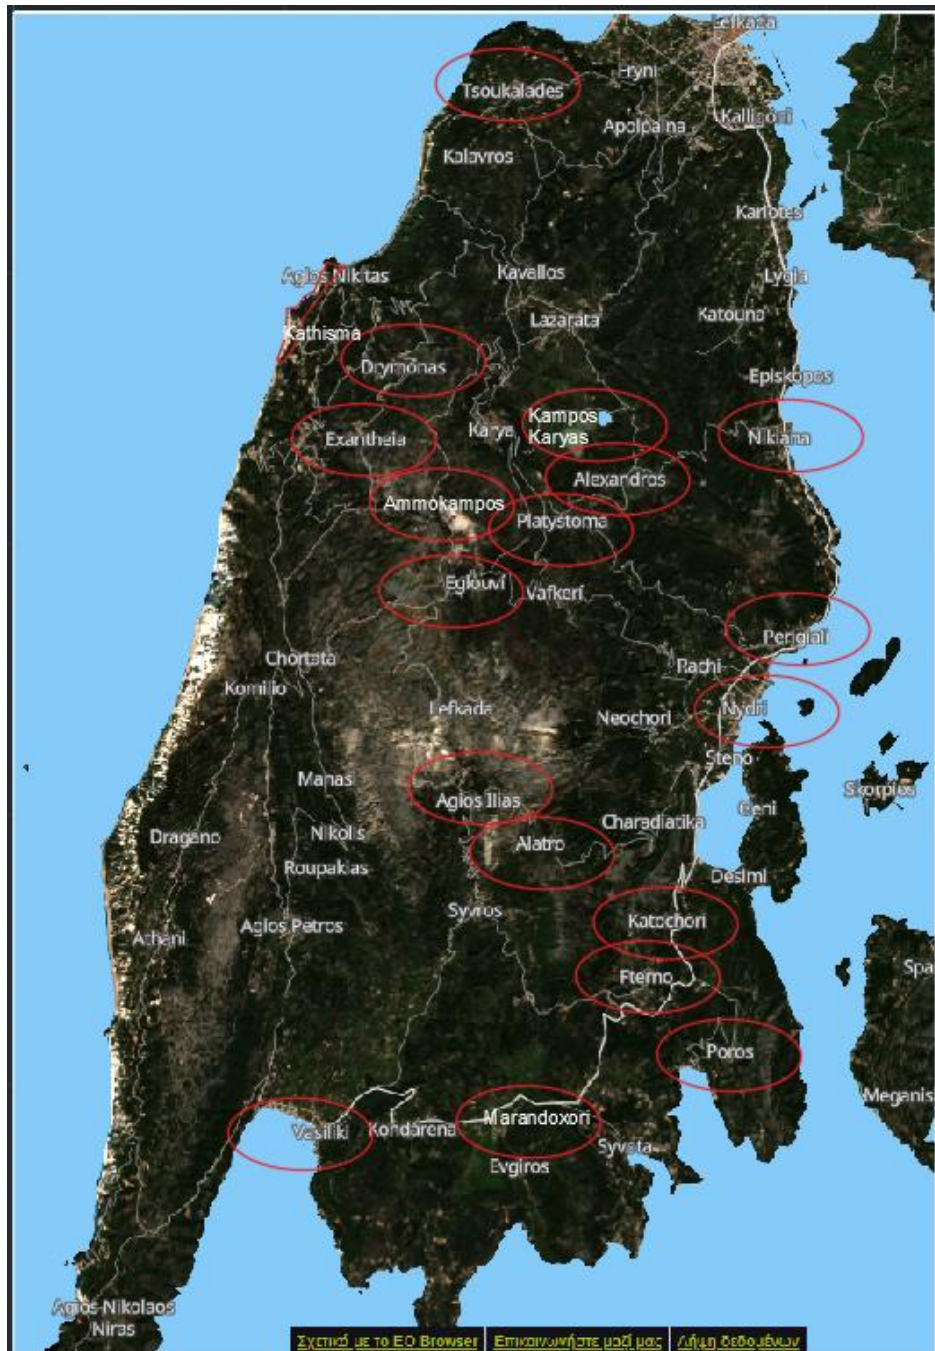 Lefkada
Fryni
Tsoukalades
Kalligoni
Apolpaina
Kalavros
Kariotes
Agios Nikitas
Kavallos
Lygia
Katouna
Lazarata
Kathisma
Drymonas
Episkopos
Kampos
Karyas
Karya
Exantheia
Nikiana
Alexandros
Ammokampos
Platystoma
Eglouvi
Vafkeri
Perigiali
Chortata
Rachi
Komilio
Lefkada
Neochori
Nydri
Steno
Manas
Agios Ilias
Geni
Skorpios
Charadiatika
Nikolis
Dragano
Alatro
Roupakias
Desimi
Syvros
Katochori
Agios Petros
Athani
Spa
Fterno
Poros
Meganis
Marandoxori
Vasiliki
Kondarena
Syvota
Evgiros
Agios Nikolaos
Niras
Σχετικά με το EO Browser
Επικοινωνήστε μαζί μας
Λήψη δεδομένων